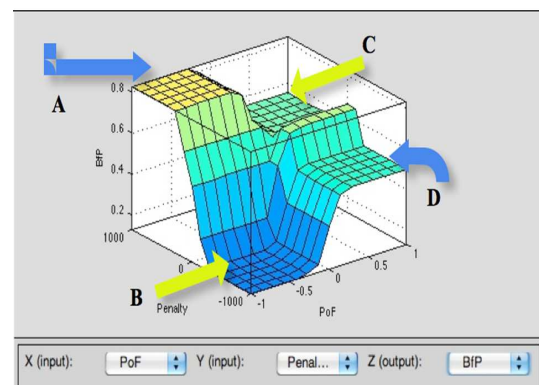 A
C
0.8
0.6
0.4
0.2
BfP
D
1000
0
-1000
Penalty
B
-1
-0.5
0
0.5
1
PoF
X (input): PoF Y (input): Penal... Z (output): BfP